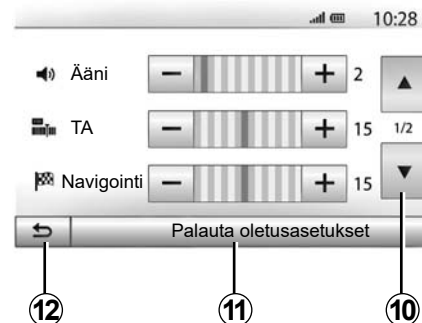 10:28
Ääni − + 2
TA − + 15 1/2
Navigointi − + 15
Palauta oletusasetukset
12 11 10